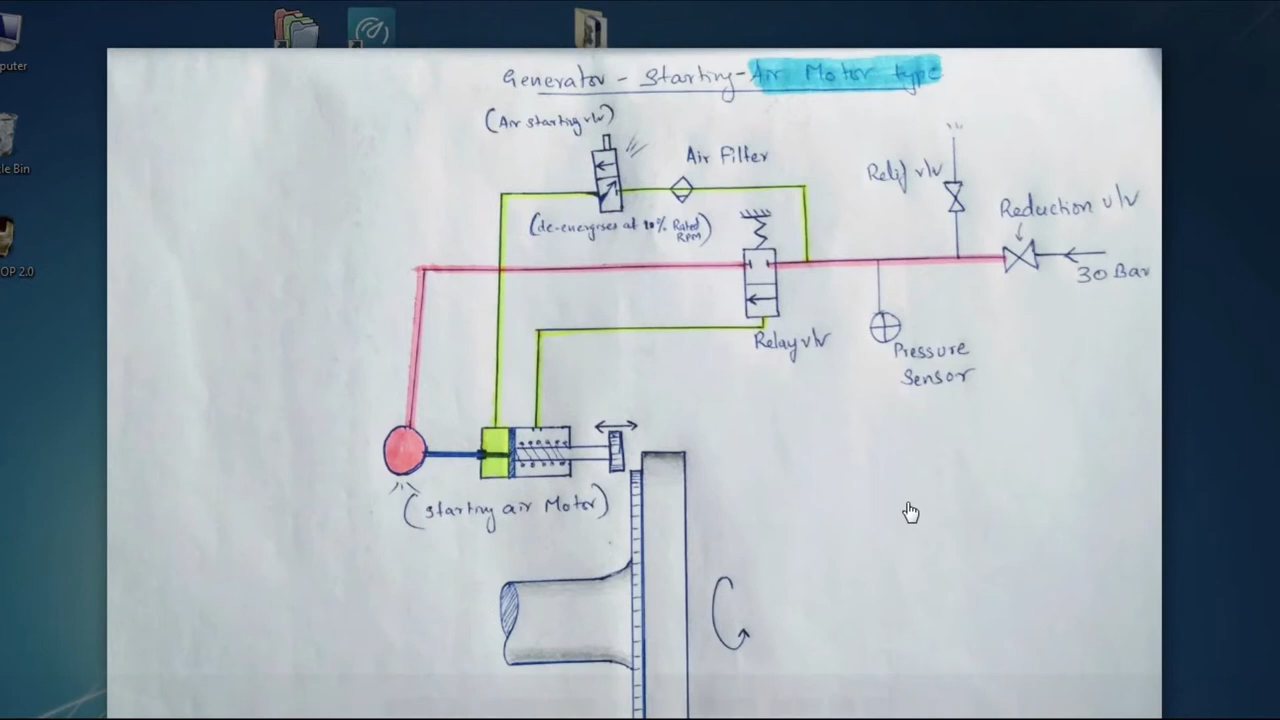 puter
le Bin
OP 2.0
Generator - Starting - Air Motor type
(Air starting v/v)
Air Filter
(de-energises at 10% Rated
RPM)
Relif v/v
Reduction v/v
30 Bar
Relay v/v
Pressure
Sensor
(Starting air Motor)